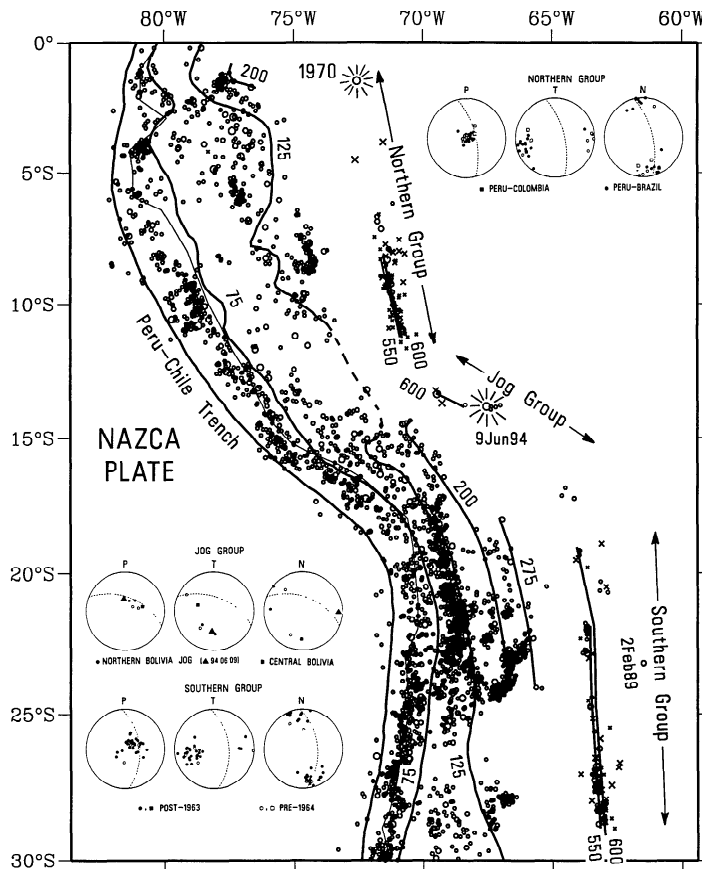 80°W 75°W 70°W 65°W 60°W
0°
5°S
10°S
15°S
20°S
25°S
30°S
200
1970
125
Northern Group
NORTHERN GROUP
P T N
PERU-COLOMBIA PERU-BRAZIL
75
550
600
Peru-Chile Trench
600
Jog Group
9Jun94
NAZCA
PLATE
200
275
JOG GROUP
P T N
NORTHERN BOLIVIA JOG (▲ 94 06 09) CENTRAL BOLIVIA
Southern Group
2Feb89
SOUTHERN GROUP
P T N
POST-1963 PRE-1964
75
125
550
600